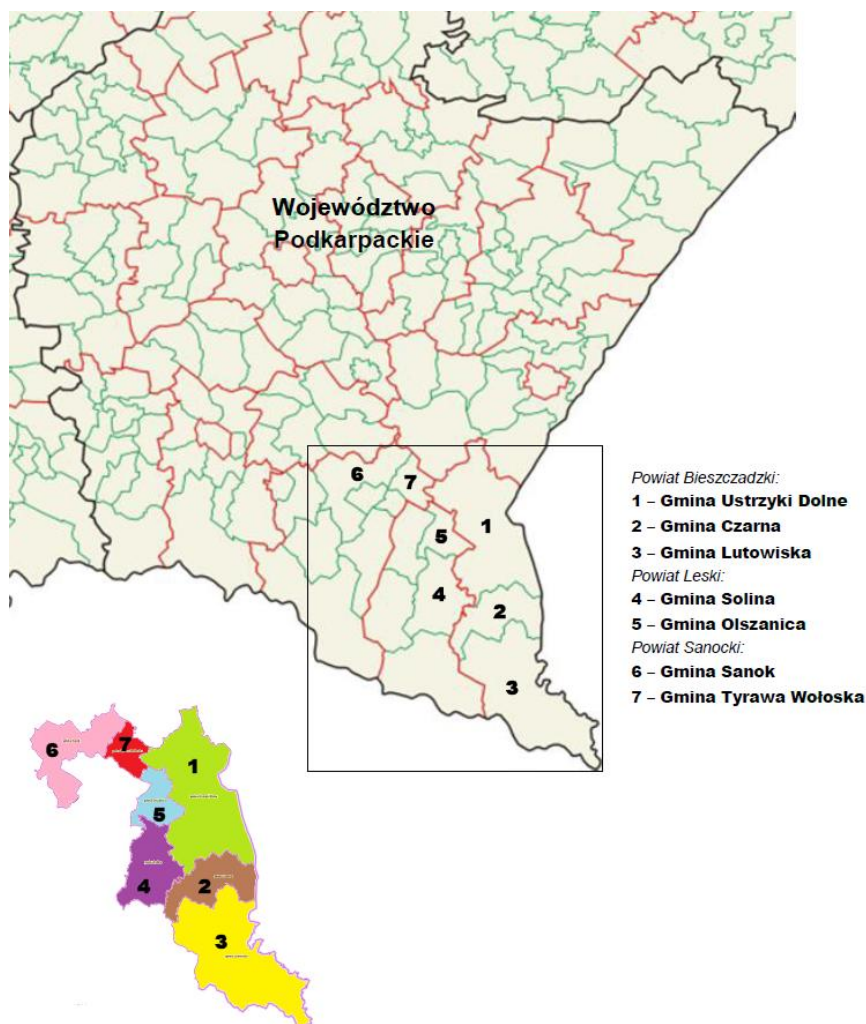 Województwo
Podkarpackie
6
7
1
5
4
2
3
Powiat Bieszczadzki:
1 – Gmina Ustrzyki Dolne
2 – Gmina Czarna
3 – Gmina Lutowiska
Powiat Leski:
4 – Gmina Solina
5 – Gmina Olszanica
Powiat Sanocki:
6 – Gmina Sanok
7 – Gmina Tyrawa Wołoska
6
7
1
5
4
2
3